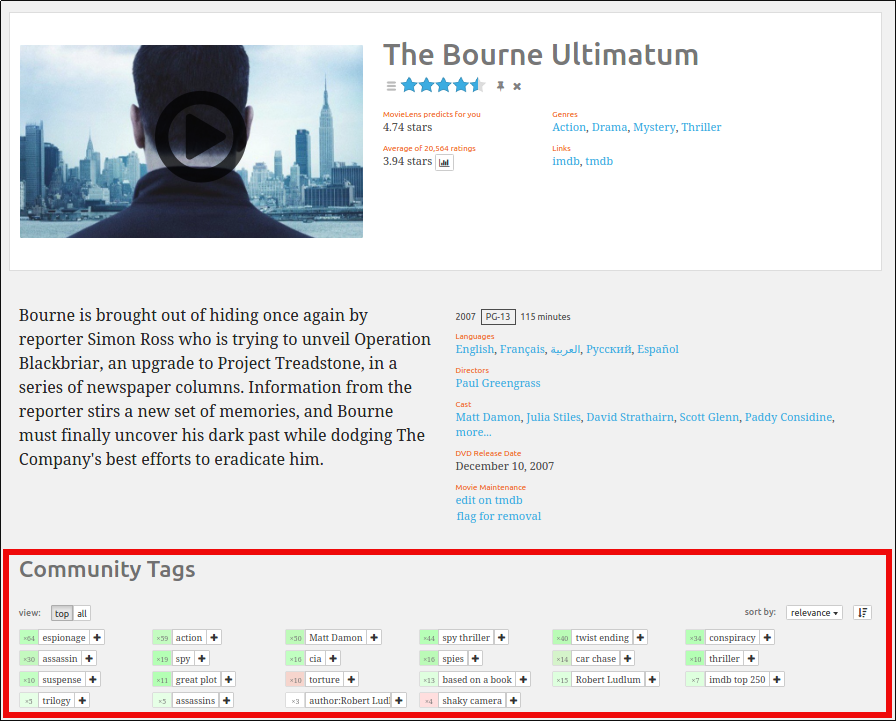 The Bourne Ultimatum
MovieLens predicts for you
4.74 stars
Genres
Action, Drama, Mystery, Thriller
Average of 20,564 ratings
3.94 stars
Links
imdb, tmdb
Bourne is brought out of hiding once again by
reporter Simon Ross who is trying to unveil Operation
Blackbriar, an upgrade to Project Treadstone, in a
series of newspaper columns. Information from the
reporter stirs a new set of memories, and Bourne
must finally uncover his dark past while dodging The
Company's best efforts to eradicate him.
2007 PG-13 115 minutes
Languages
English, Français, العربية, Pусский, Español
Directors
Paul Greengrass
Cast
Matt Damon, Julia Stiles, David Strathairn, Scott Glenn, Paddy Considine,
more...
DVD Release Date
December 10, 2007
Movie Maintenance
edit on tmdb
flag for removal
Community Tags
view: top all
sort by: relevance
×64 espionage + ×59 action + ×50 Matt Damon + ×44 spy thriller + ×40 twist ending + ×34 conspiracy +
×30 assassin + ×19 spy + ×16 cia + ×16 spies + ×14 car chase + ×10 thriller +
×10 suspense + ×11 great plot + ×10 torture + ×13 based on a book + ×15 Robert Ludlum + ×7 imdb top 250 +
×5 trilogy + ×5 assassins + ×3 author:Robert Ludl + ×4 shaky camera +